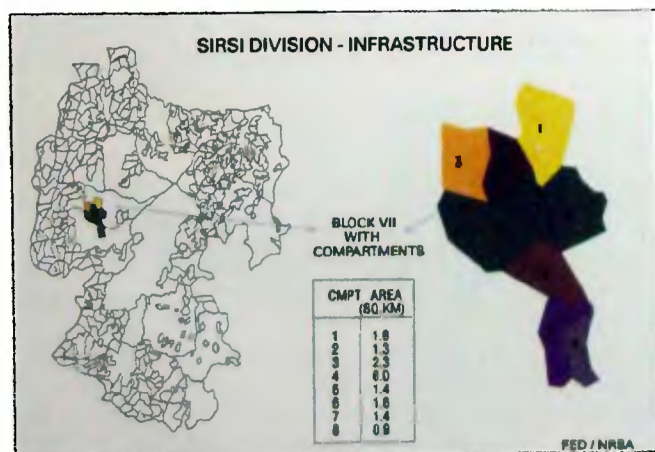 SIRSI DIVISION - INFRASTRUCTURE
1
3
BLOCK VII
WITH
COMPARTMENTS
CMPT AREA
(SQ. KM)
1 1.6
2 1.3
3 2.3
4 6.0
5 1.4
6 1.6
7 1.4
8 0.9
FED / NRSA